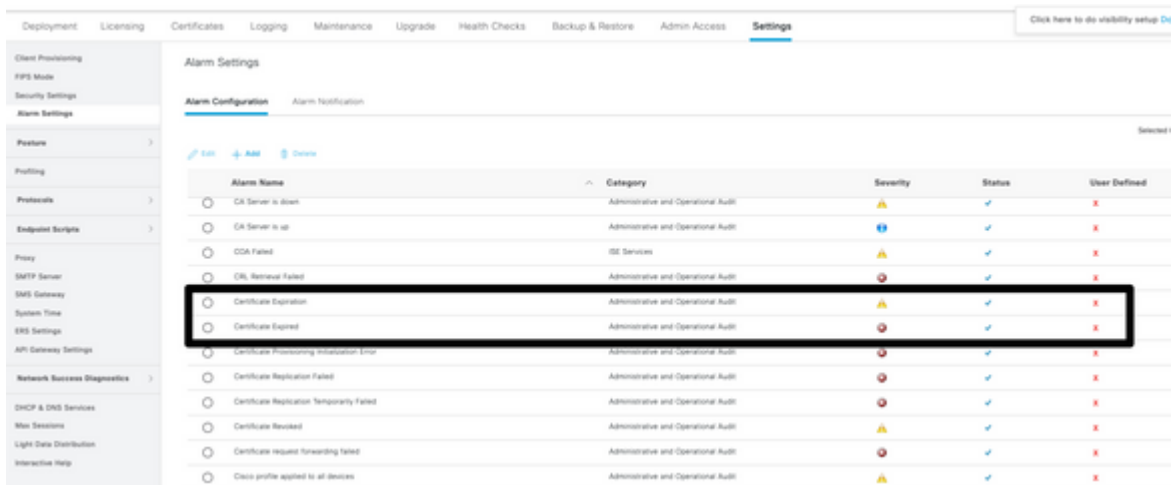 Click here to do visibility setup Do
Deployment Licensing Certificates Logging Maintenance Upgrade Health Checks Backup & Restore Admin Access Settings
Client Provisioning
FIPS Mode
Security Settings
Alarm Settings
Posture
Profiling
Protocols
Endpoint Scripts
Proxy
SMTP Server
SMS Gateway
System Time
ERS Settings
API Gateway Settings
Network Success Diagnostics
DHCP & DNS Services
Max Sessions
Light Data Distribution
Interactive Help
Alarm Settings
Alarm Configuration Alarm Notification
Selected
Edit Add Delete
Alarm Name Category Severity Status User Defined
CA Server is down Administrative and Operational Audit
CA Server is up Administrative and Operational Audit
COA Failed ISE Services
CRL Retrieval Failed Administrative and Operational Audit
Certificate Expiration Administrative and Operational Audit
Certificate Expired Administrative and Operational Audit
Certificate Provisioning Initialization Error Administrative and Operational Audit
Certificate Replication Failed Administrative and Operational Audit
Certificate Replication Temporarily Failed Administrative and Operational Audit
Certificate Revoked Administrative and Operational Audit
Certificate request forwarding failed Administrative and Operational Audit
Cisco profile applied to all devices Administrative and Operational Audit